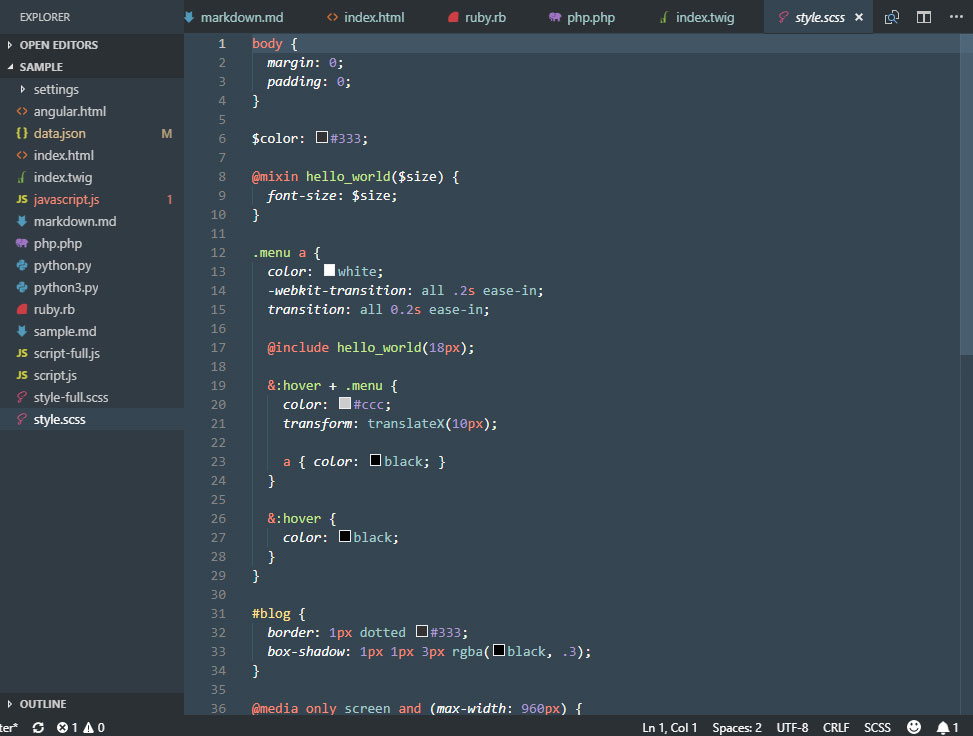 EXPLORER
OPEN EDITORS
SAMPLE
settings
angular.html
data.json M
index.html
index.twig
javascript.js 1
markdown.md
php.php
python.py
python3.py
ruby.rb
sample.md
script-full.js
script.js
style-full.scss
style.scss
OUTLINE
markdown.md index.html ruby.rb php.php index.twig style.scss
1 body {
2 margin: 0;
3 padding: 0;
4 }
5
6 $color: #333;
7
8 @mixin hello_world($size) {
9 font-size: $size;
10 }
11
12 .menu a {
13 color: white;
14 -webkit-transition: all .2s ease-in;
15 transition: all 0.2s ease-in;
16
17 @include hello_world(18px);
18
19 &:hover + .menu {
20 color: #ccc;
21 transform: translateX(10px);
22
23 a { color: black; }
24 }
25
26 &:hover {
27 color: black;
28 }
29 }
30
31 #blog {
32 border: 1px dotted #333;
33 box-shadow: 1px 1px 3px rgba(black, .3);
34 }
35
36 @media only screen and (max-width: 960px) {
ter* 1 0 Ln 1, Col 1 Spaces: 2 UTF-8 CRLF SCSS 1